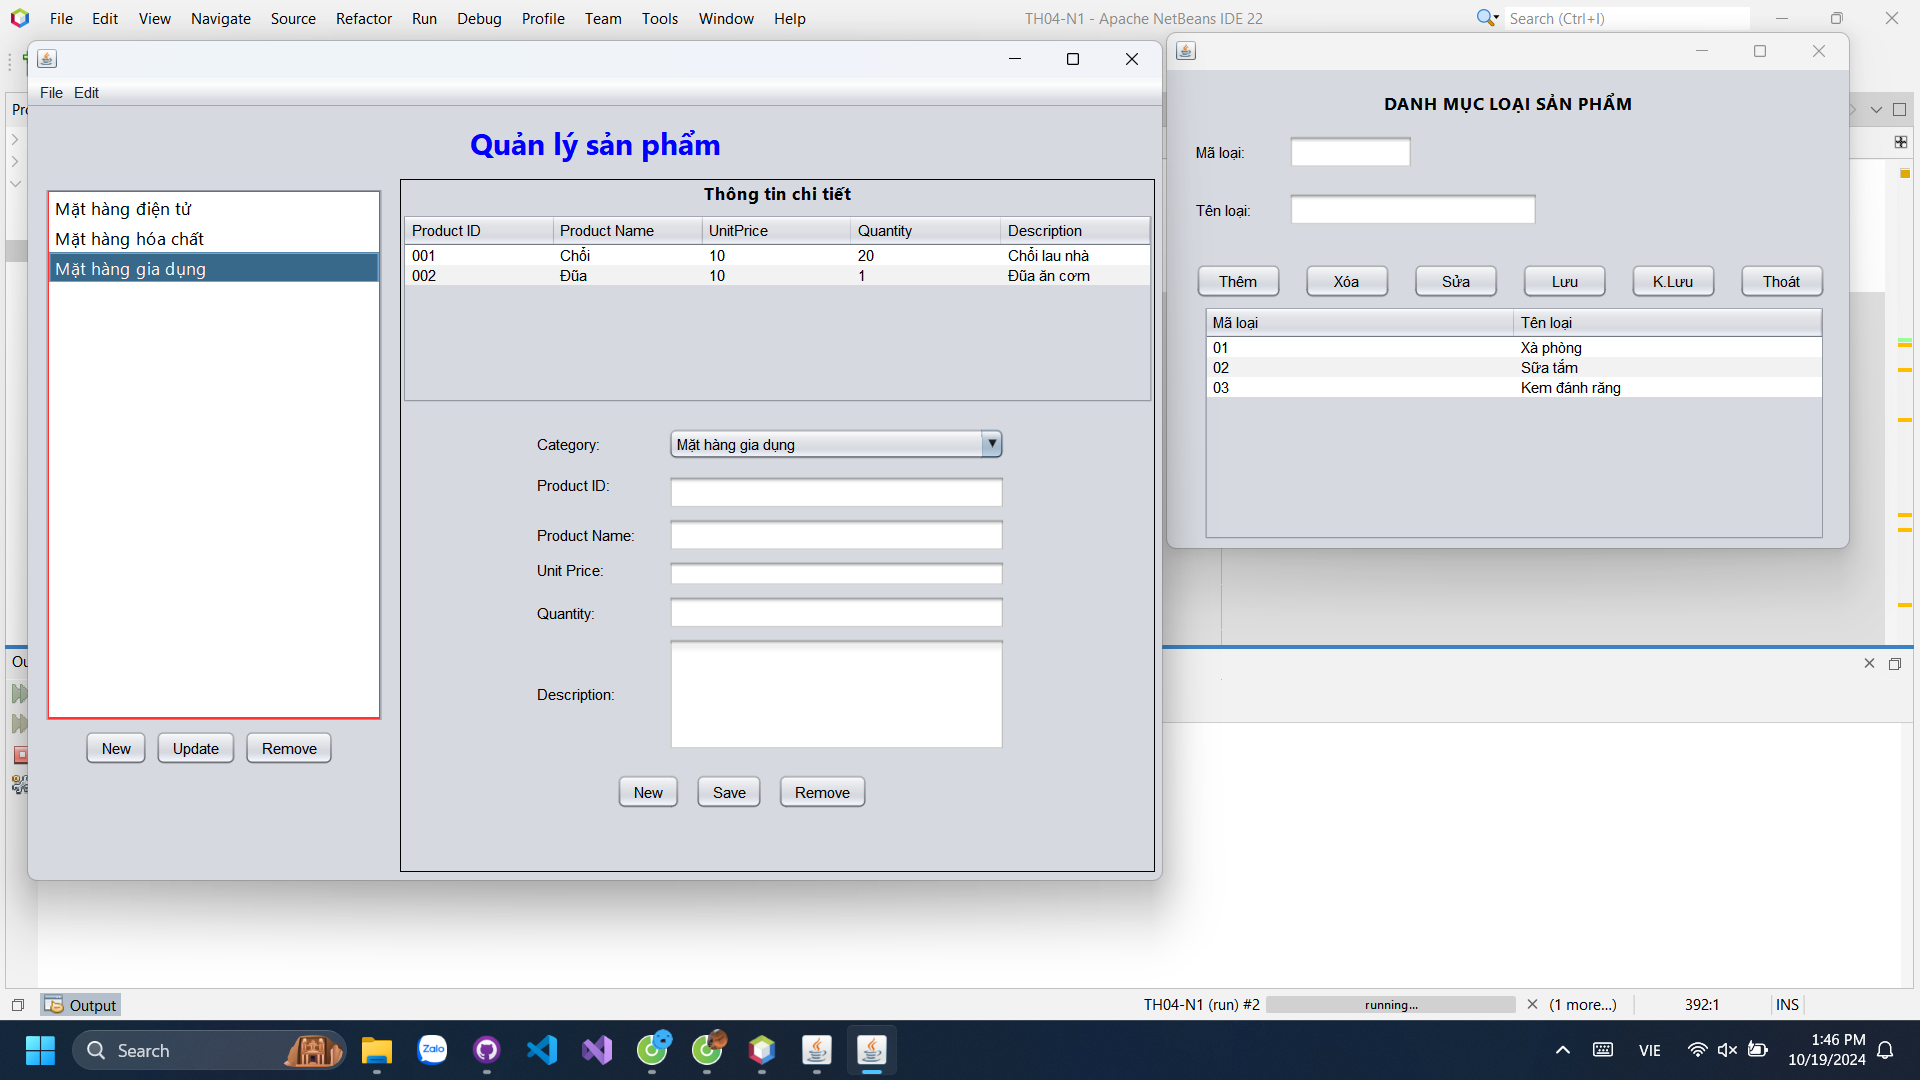 File Edit View Navigate Source Refactor Run Debug Profile Team Tools Window Help
TH04-N1 - Apache NetBeans IDE 22
Search (Ctrl+I)
File Edit
Quản lý sản phẩm
Mặt hàng điện tử
Mặt hàng hóa chất
Mặt hàng gia dụng
New Update Remove
Thông tin chi tiết
Product ID Product Name UnitPrice Quantity Description
001 Chổi 10 20 Chổi lau nhà
002 Đũa 10 1 Đũa ăn cơm
Category: Mặt hàng gia dụng
Product ID:
Product Name:
Unit Price:
Quantity:
Description:
New Save Remove
DANH MỤC LOẠI SẢN PHẨM
Mã loại:
Tên loại:
Thêm Xóa Sửa Lưu K.Lưu Thoát
Mã loại Tên loại
01 Xà phòng
02 Sữa tắm
03 Kem đánh răng
Output
TH04-N1 (run) #2 running... (1 more...) 392:1 INS
Search
Zalo
VIE
1:46 PM
10/19/2024